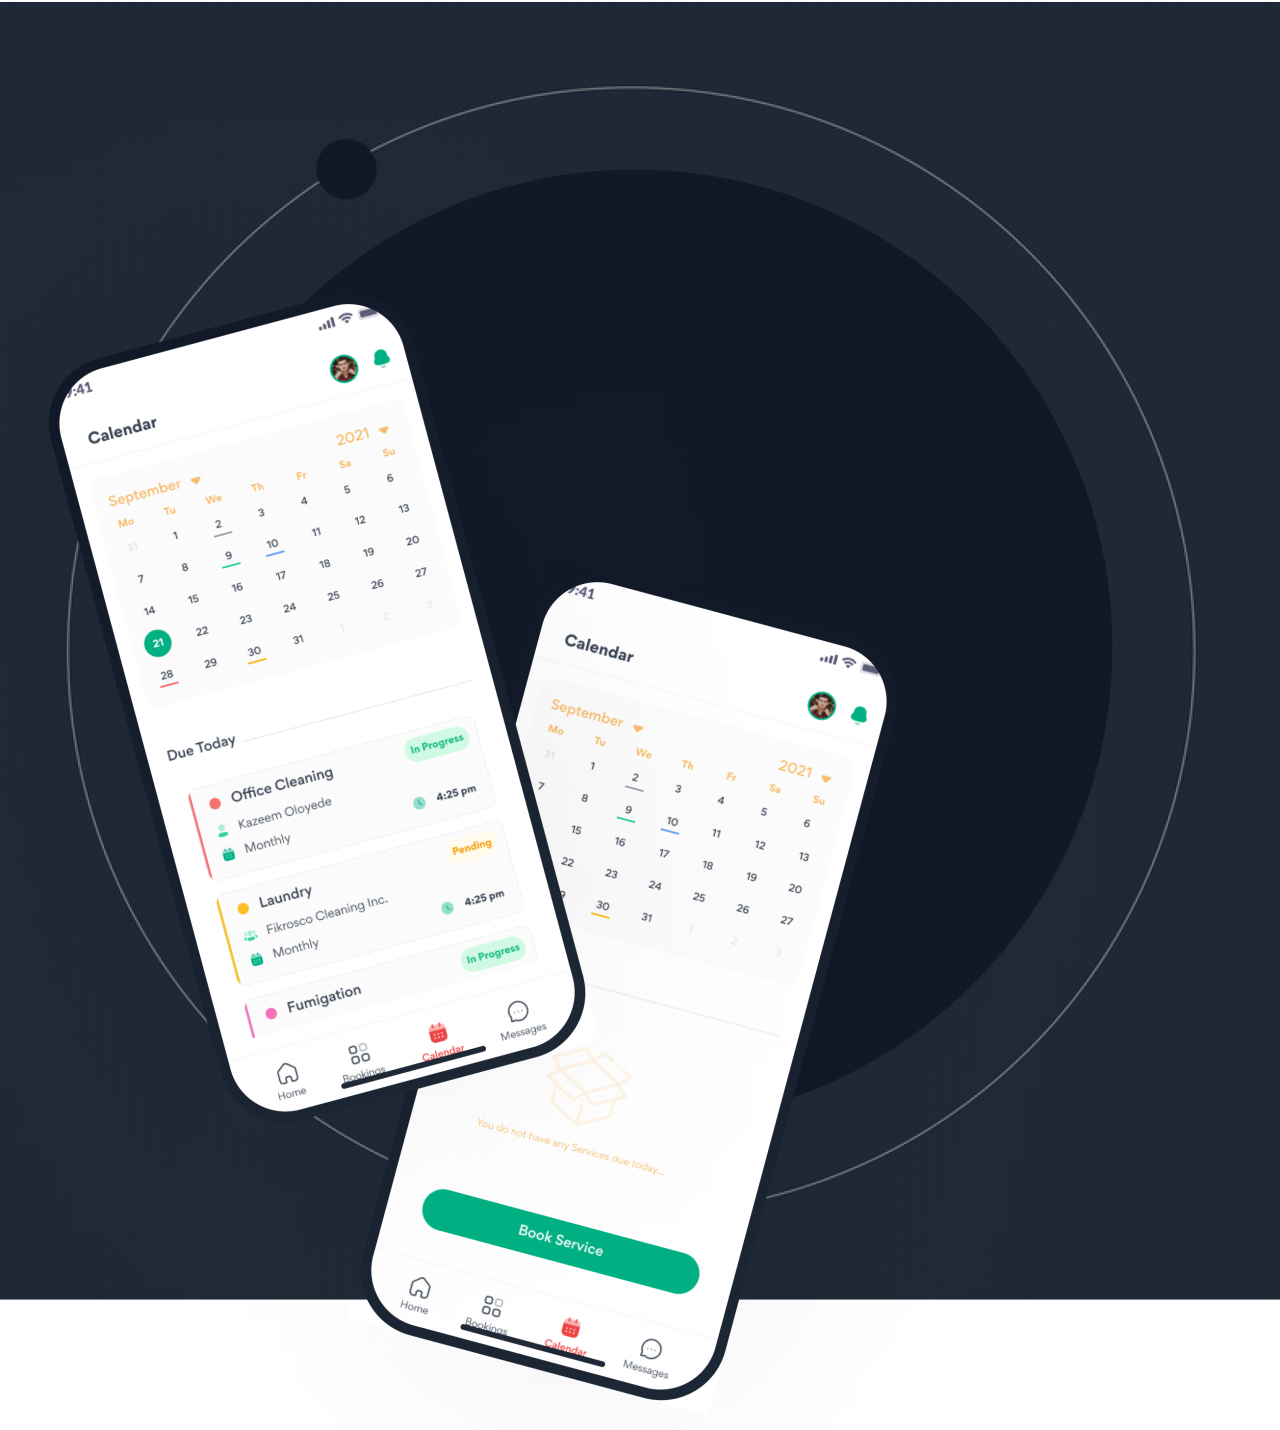 9:41
Calendar
September 2021
Mo Tu We Th Fr Sa Su
31 1 2 3 4 5 6
7 8 9 10 11 12 13
14 15 16 17 18 19 20
21 22 23 24 25 26 27
28 29 30 31 1 2 3
Due Today
Office Cleaning In Progress
Kazeem Oloyede
Monthly 4:25 pm
Laundry Pending
Fikrosco Cleaning Inc.
Monthly 4:25 pm
Fumigation In Progress
Home Bookings Calendar Messages
9:41
Calendar
September 2021
Mo Tu We Th Fr Sa Su
31 1 2 3 4 5 6
7 8 9 10 11 12 13
15 16 17 18 19 20
22 23 24 25 26 27
30 31 1 2 3
You do not have any Services due today...
Book Service
Home Bookings Calendar Messages